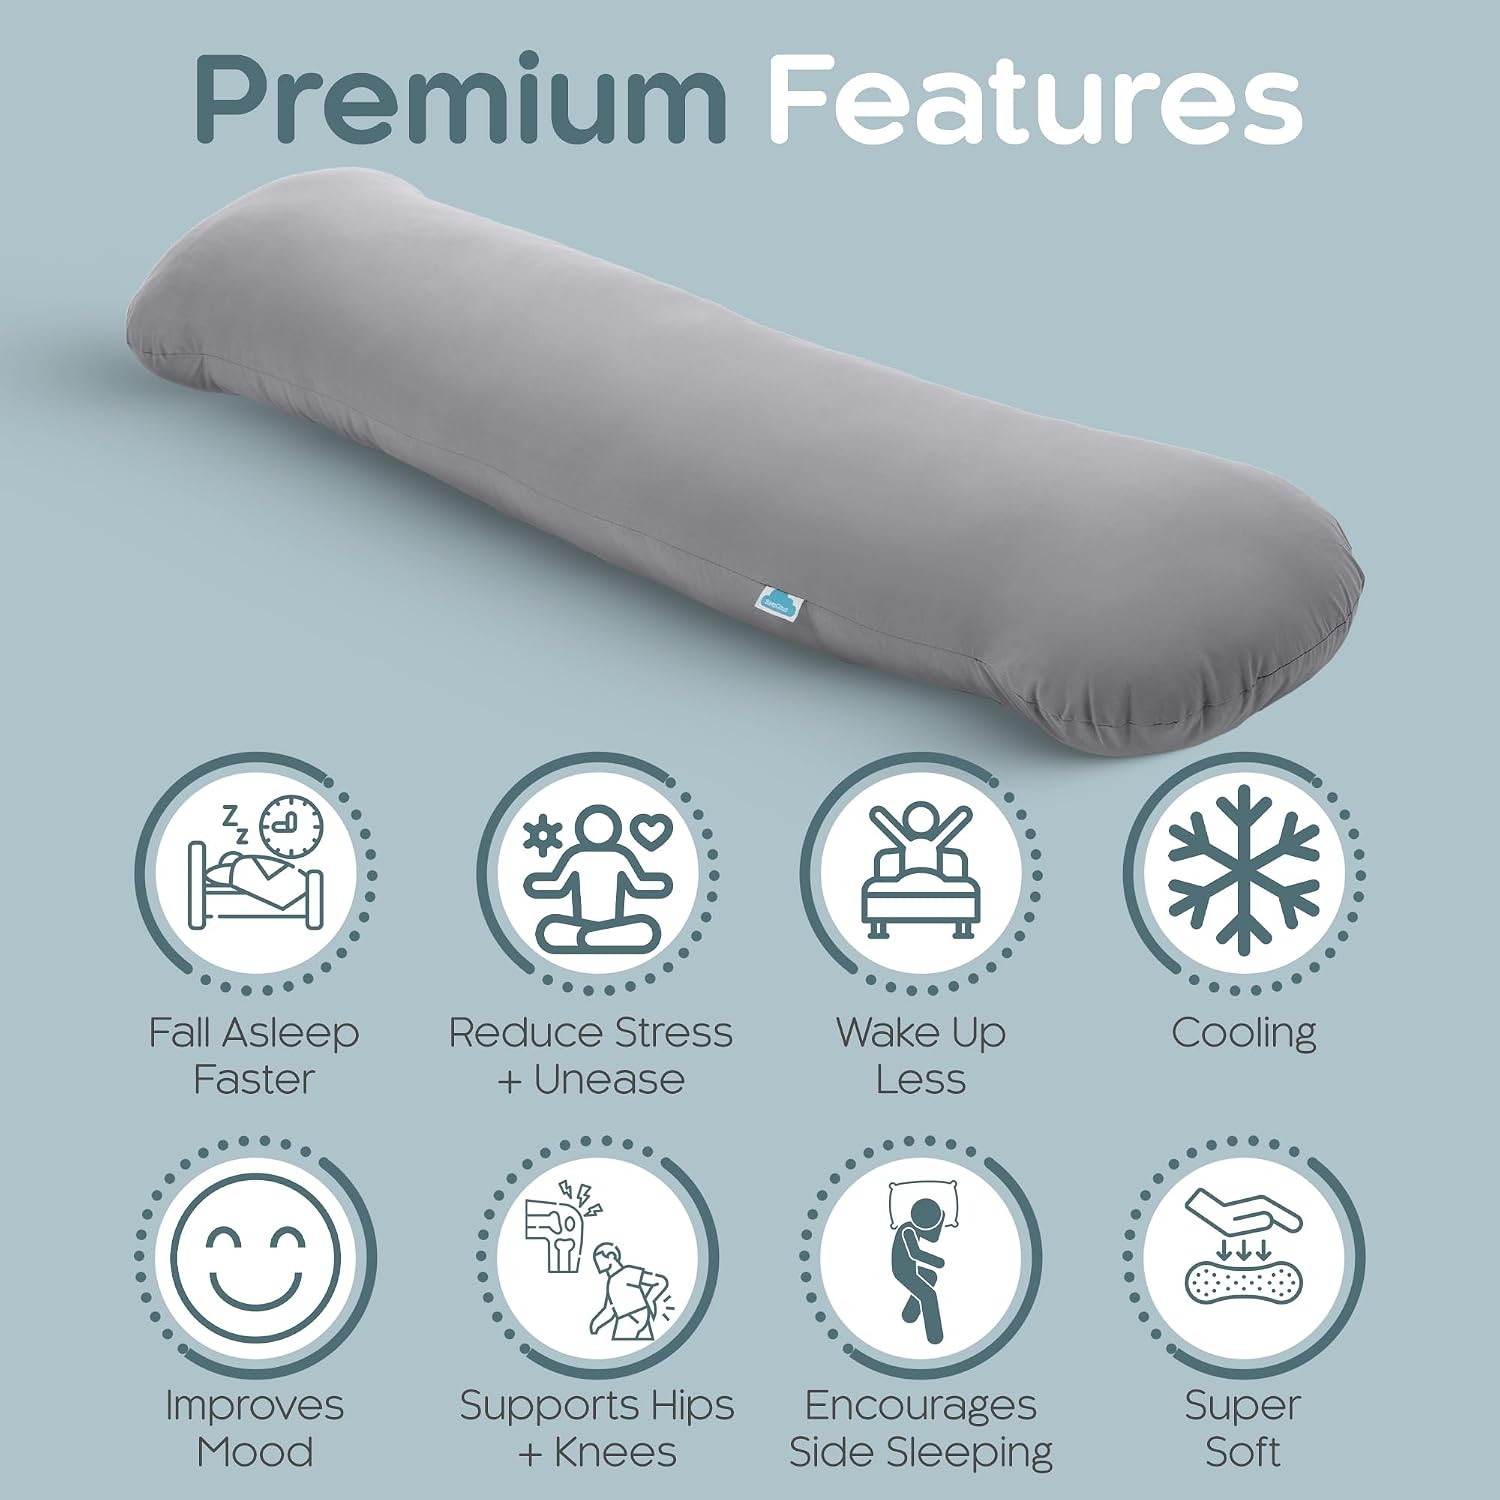 Premium Features
Z
Z
Fall Asleep
Faster
Reduce Stress
+ Unease
Wake Up
Less
Cooling
Improves
Mood
Supports Hips
+ Knees
Encourages
Side Sleeping
Super
Soft